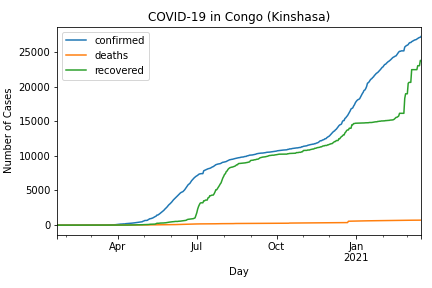 COVID-19 in Congo (Kinshasa)
confirmed
deaths
recovered
Number of Cases
25000
20000
15000
10000
5000
0
Apr Jul Oct Jan
2021
Day